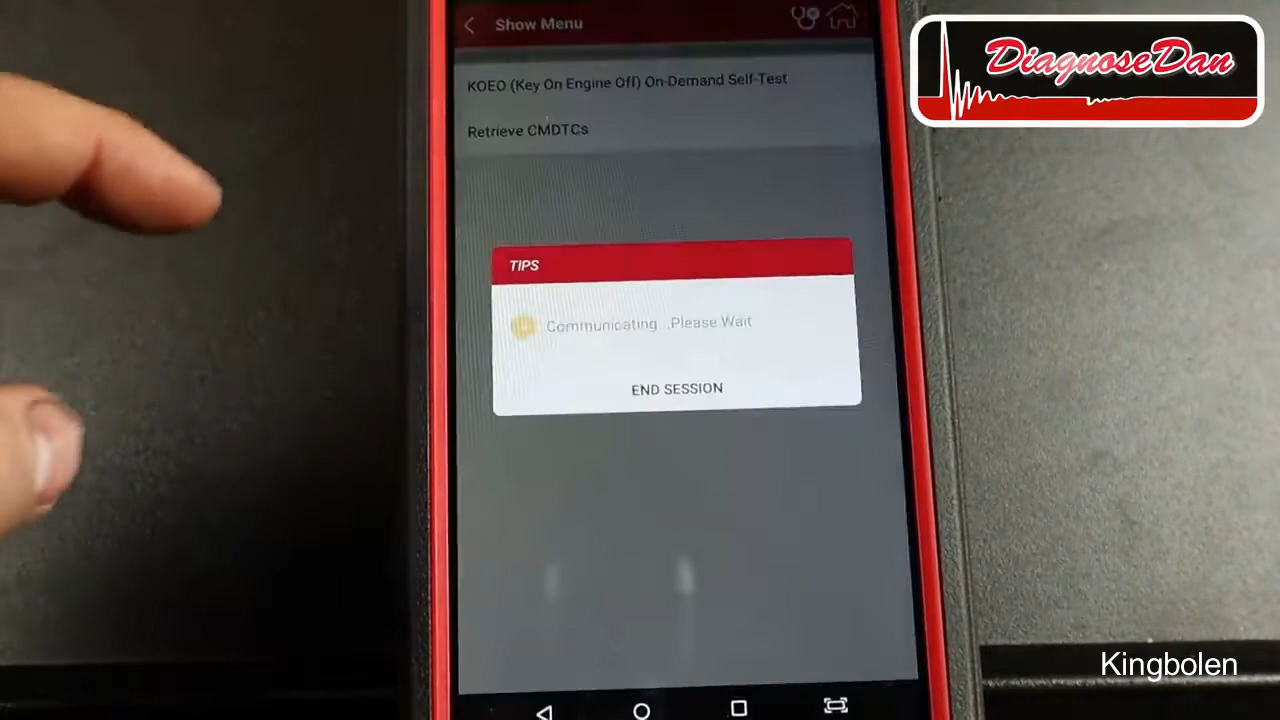 Show Menu
DiagnoseDan
KOEO (Key On Engine Off) On-Demand Self-Test
Retrieve CMDTCs
TIPS
Communicating ..Please Wait
END SESSION
Kingbolen